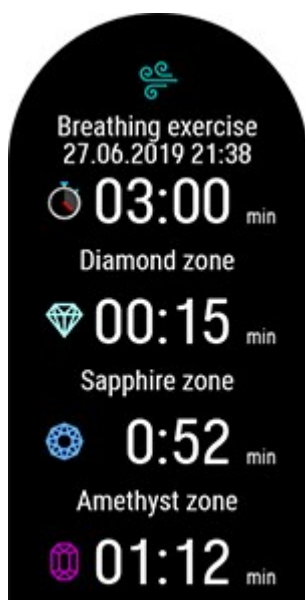 Breathing exercise
27.06.2019 21:38
03:00 min
Diamond zone
00:15 min
Sapphire zone
0:52 min
Amethyst zone
01:12 min